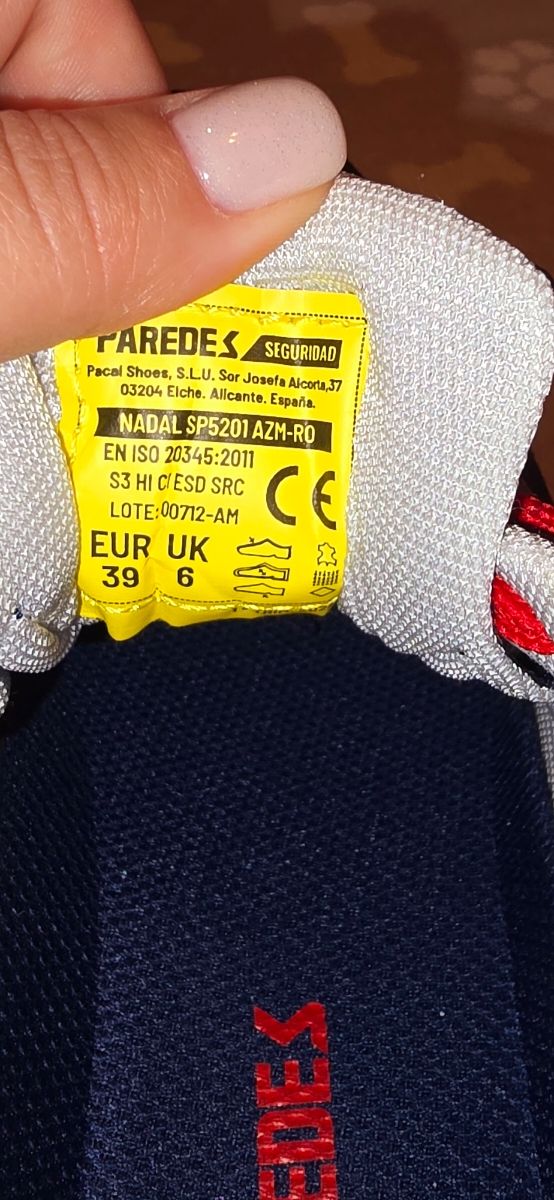 PAREDES SEGURIDAD
Pacal Shoes, S.L.U. Sor Josefa Alcorta,37
03204 Elche. Alicante. España.
NADAL SP5201 AZM-RO
EN ISO 20345:2011
S3 HI CI ESD SRC
LOTE: 00712-AM
CE
EUR UK
39 6
EDES